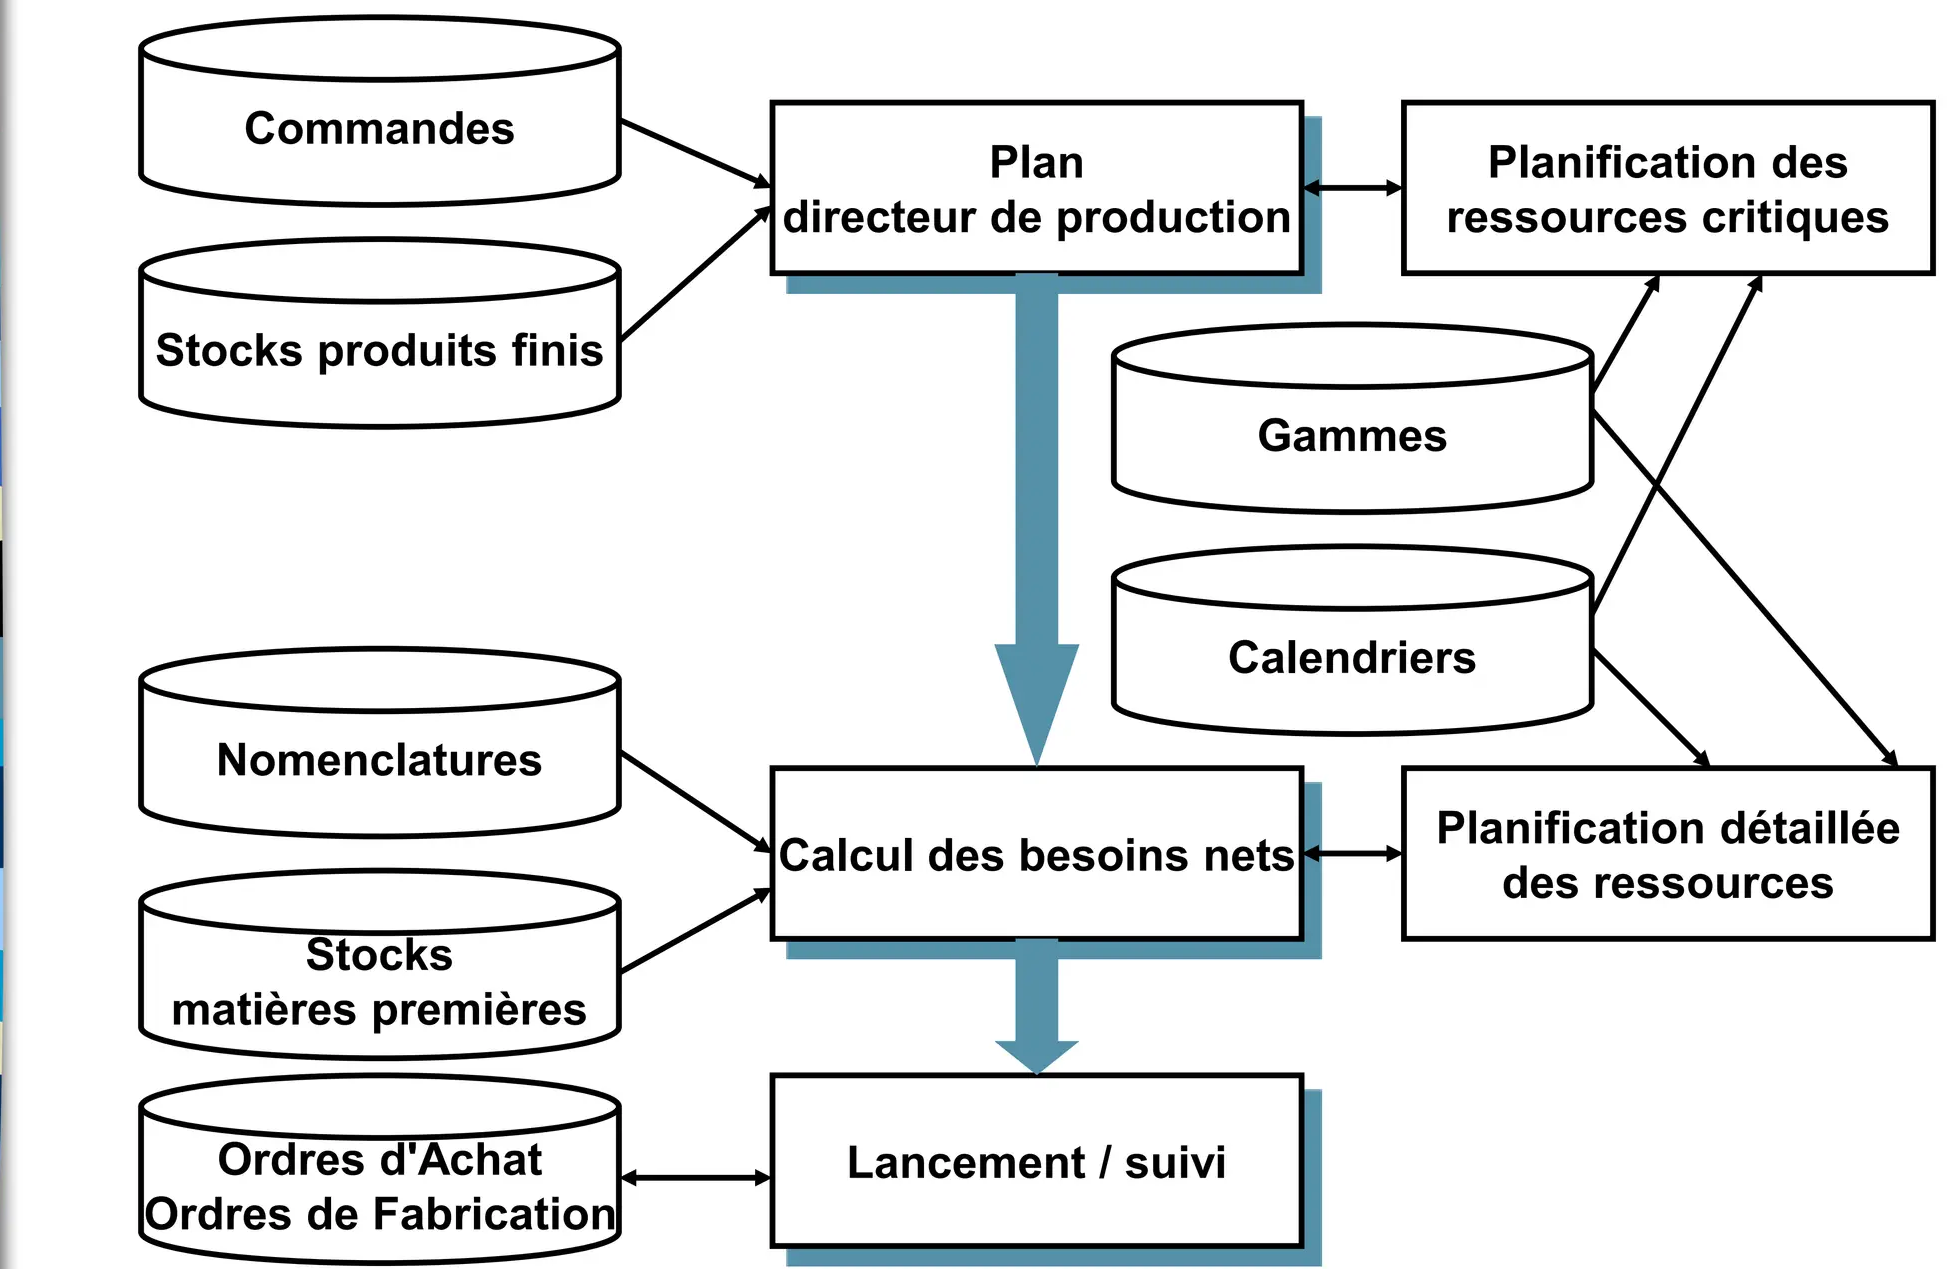 Commandes
Plan
directeur de production
Planification des
ressources critiques
Stocks produits finis
Gammes
Calendriers
Nomenclatures
Calcul des besoins nets
Planification détaillée
des ressources
Stocks
matières premières
Ordres d'Achat
Ordres de Fabrication
Lancement / suivi